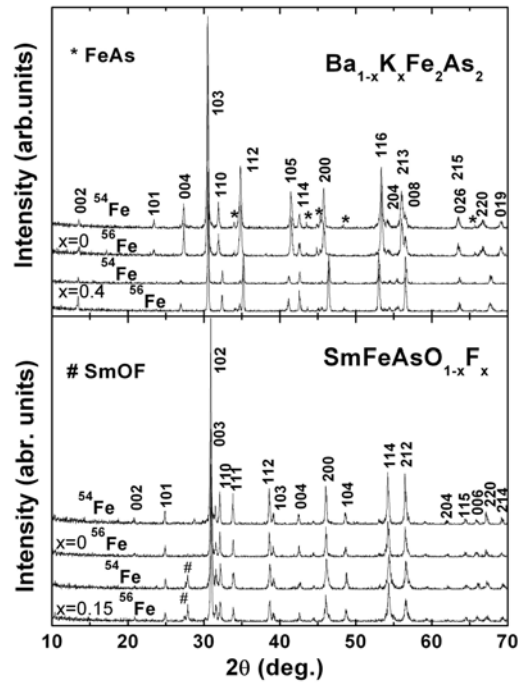 * FeAs
Ba1-xKxFe2As2
Intensity (arb.units)
103
112
116
213
215
002
101
004
110
105
114
200
204
008
026
220
019
*
*
*
*
*
54Fe
x=0 56Fe
54Fe
x=0.4 56Fe
# SmOF
SmFeAsO1-xFx
Intensity (abr. units)
102
003
002
101
110
111
112
103
004
200
104
114
212
204
115
006
220
214
54Fe
x=0 56Fe
54Fe
#
x=0.15 56Fe
#
10 20 30 40 50 60 70
2θ (deg.)